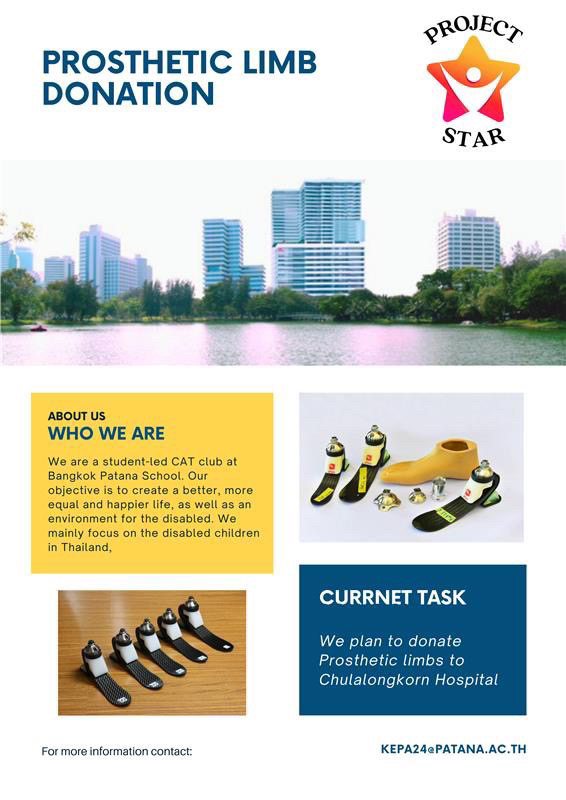 PROSTHETIC LIMB
DONATION
PROJECT
STAR
ABOUT US
WHO WE ARE
We are a student-led CAT club at
Bangkok Patana School. Our
objective is to create a better, more
equal and happier life, as well as an
environment for the disabled. We
mainly focus on the disabled children
in Thailand,
CURRNET TASK
We plan to donate
Prosthetic limbs to
Chulalongkorn Hospital
For more information contact:
KEPA24@PATANA.AC.TH